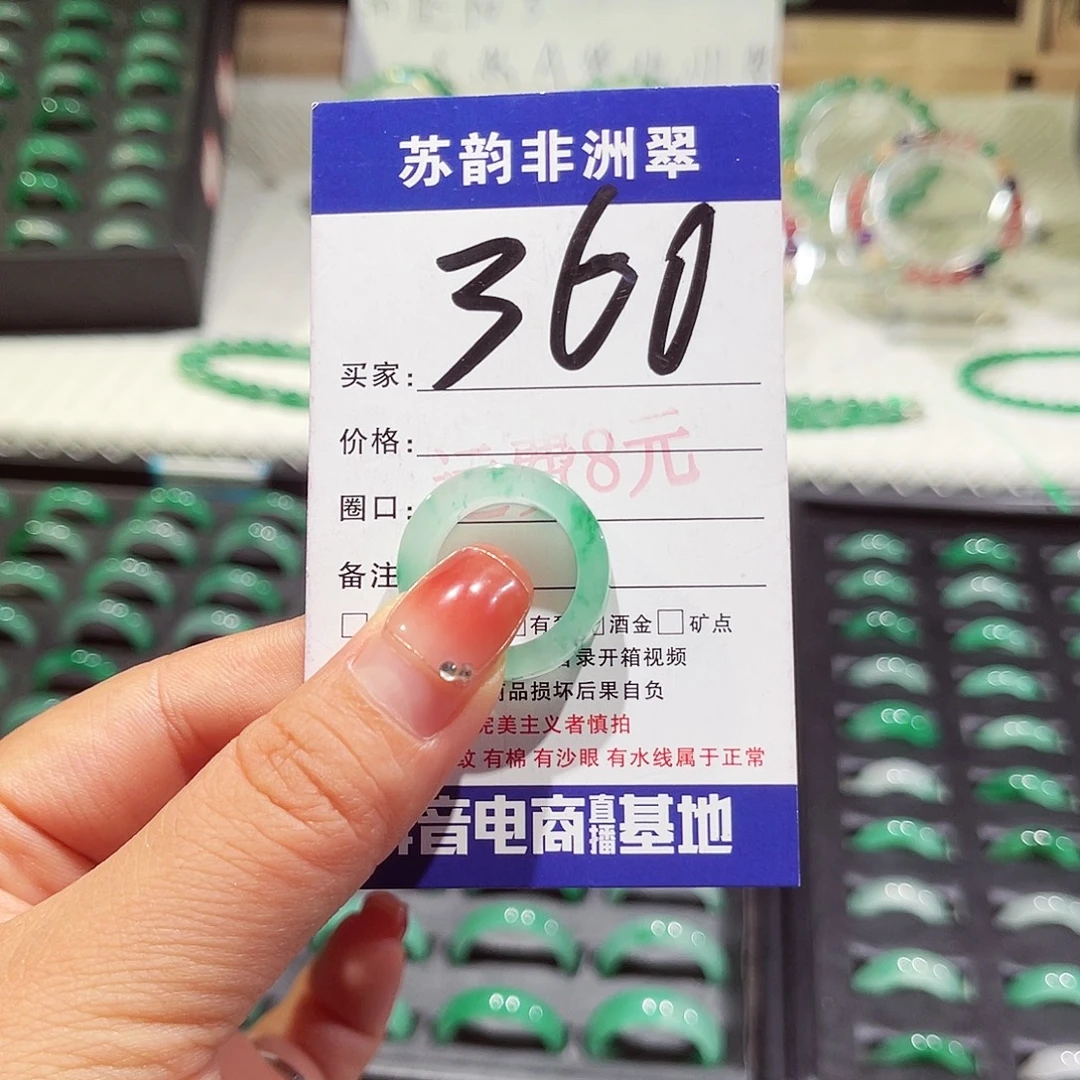 苏韵非洲翠
360
买家：
价格：
运费8元
圈口：
备注
有 酒金 矿点
录开箱视频
品损坏后果自负
完美主义者慎拍
纹 有棉 有沙眼 有水线属于正常
音电商直播基地